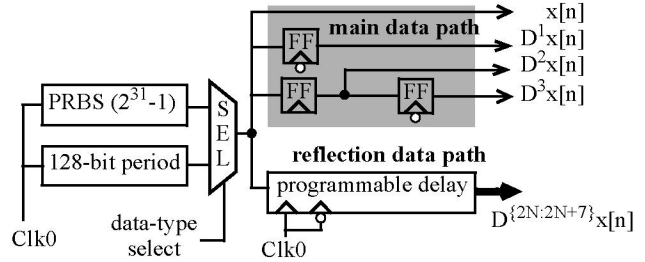 x[n]
main data path
FF
D¹x[n]
D²x[n]
FF
FF
D³x[n]
PRBS (2³¹-1)
SEL
128-bit period
reflection data path
programmable delay
D{2N:2N+7}x[n]
data-type
select
Clk0
Clk0